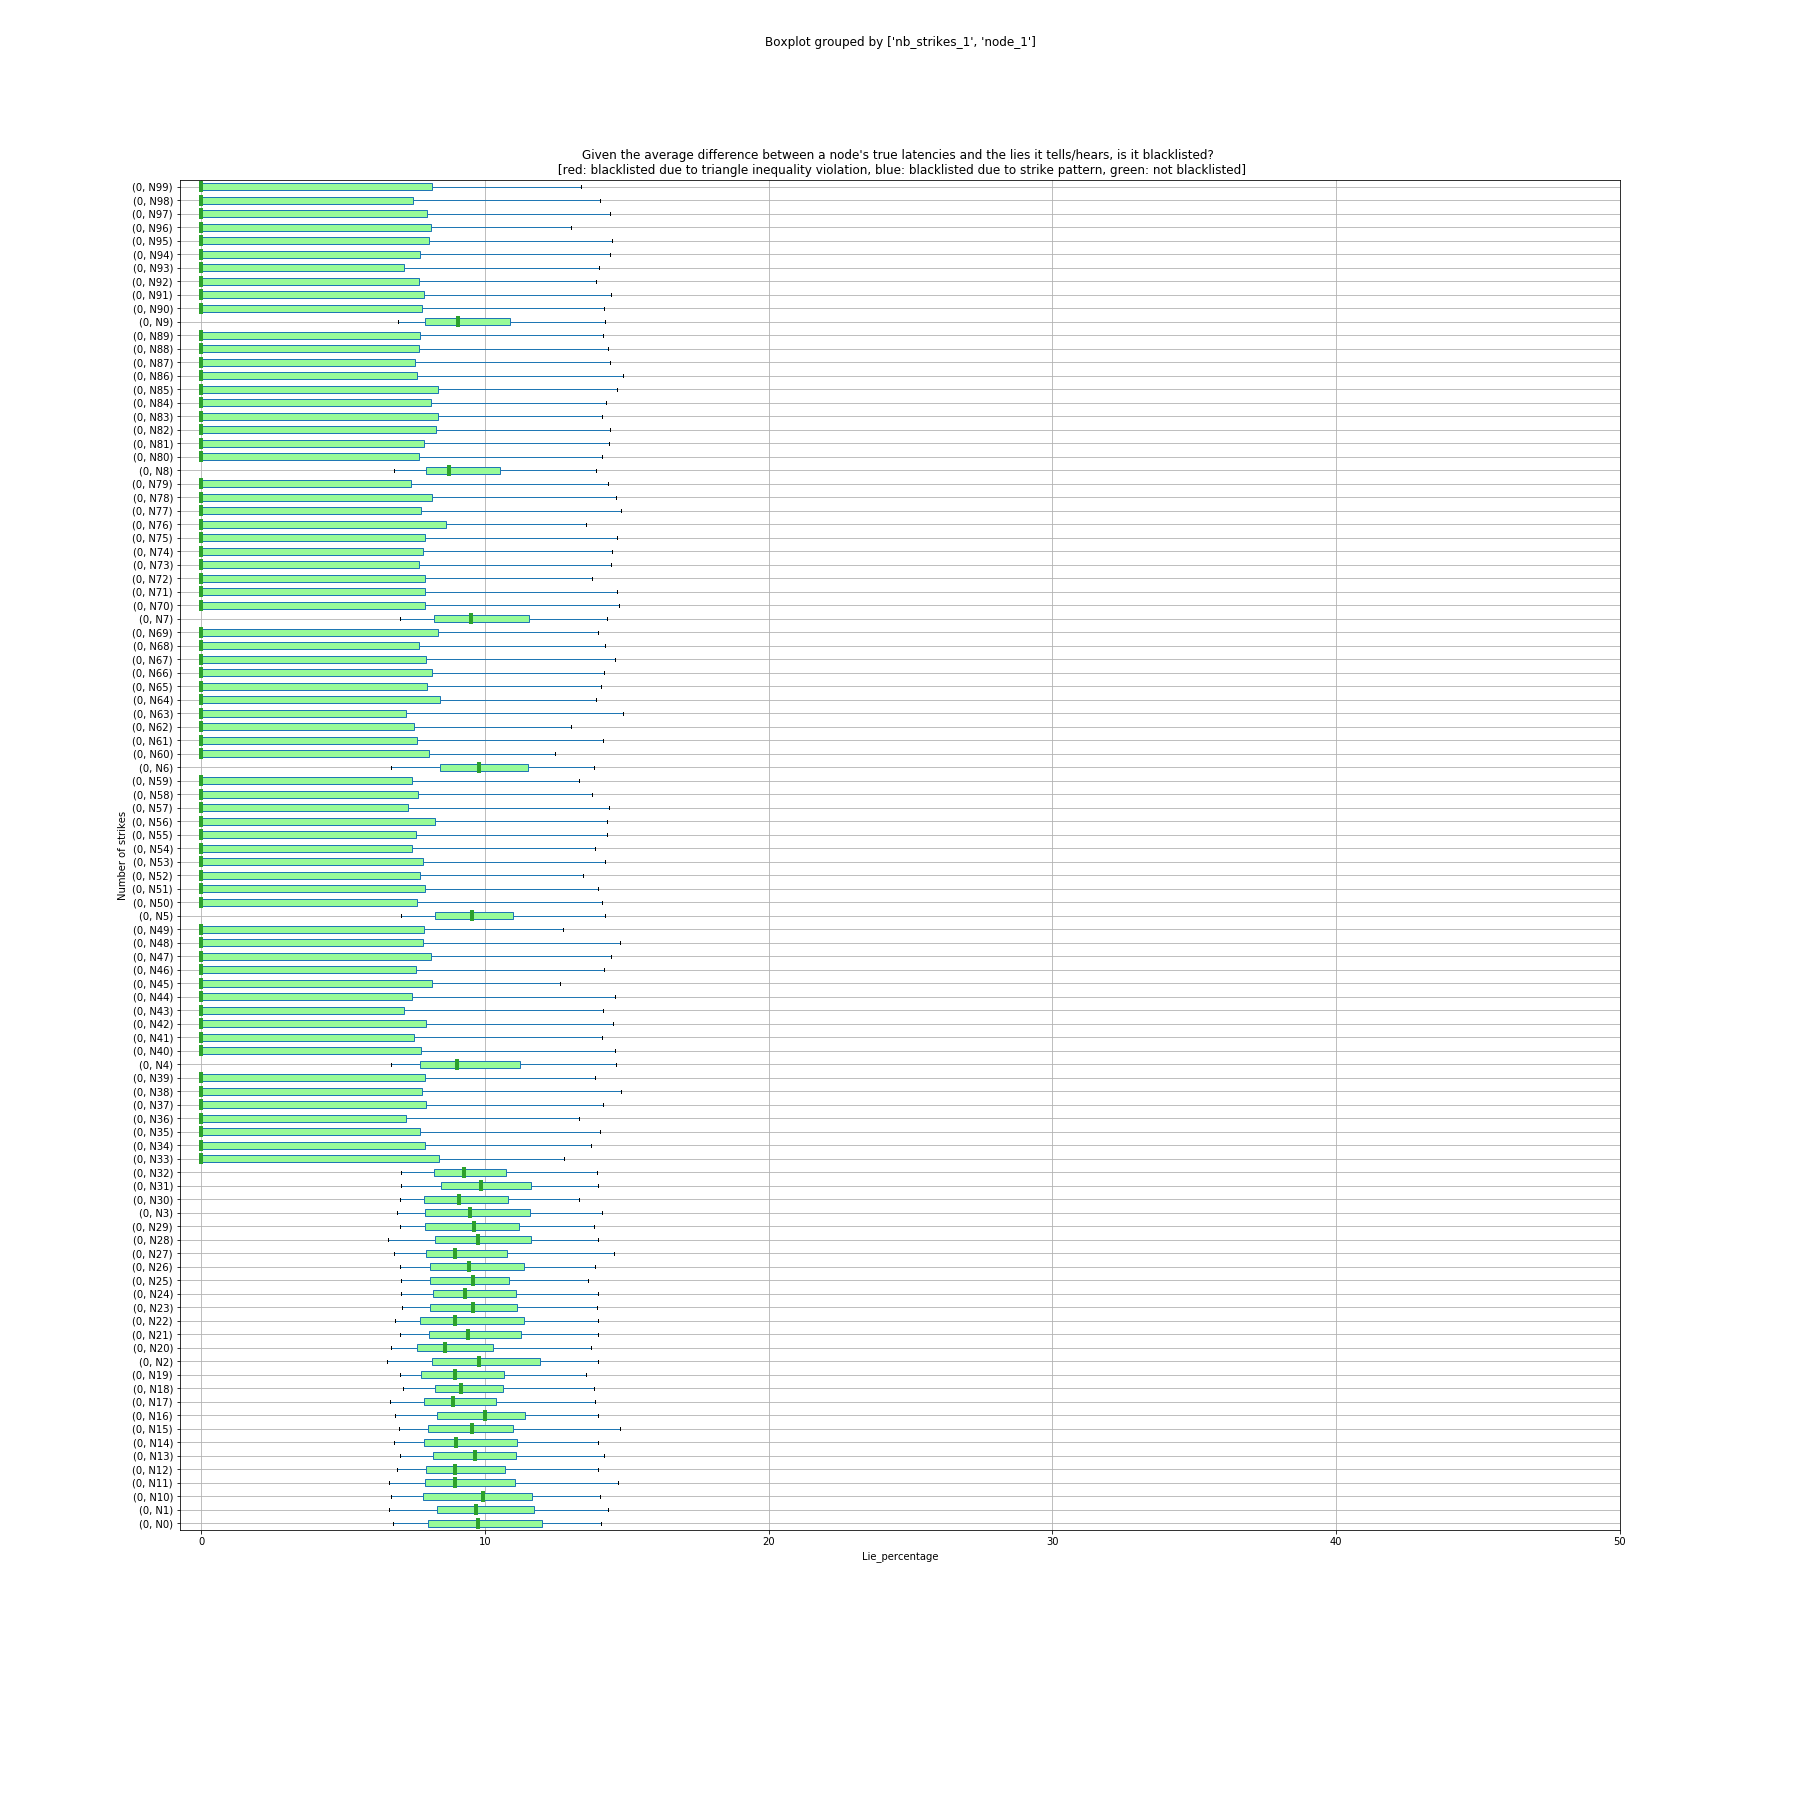 Boxplot grouped by ['nb_strikes_1', 'node_1']
Given the average difference between a node's true latencies and the lies it tells/hears, is it blacklisted?
[red: blacklisted due to triangle inequality violation, blue: blacklisted due to strike pattern, green: not blacklisted]
(0, N99)
(0, N98)
(0, N97)
(0, N96)
(0, N95)
(0, N94)
(0, N93)
(0, N92)
(0, N91)
(0, N90)
(0, N9)
(0, N89)
(0, N88)
(0, N87)
(0, N86)
(0, N85)
(0, N84)
(0, N83)
(0, N82)
(0, N81)
(0, N80)
(0, N8)
(0, N79)
(0, N78)
(0, N77)
(0, N76)
(0, N75)
(0, N74)
(0, N73)
(0, N72)
(0, N71)
(0, N70)
(0, N7)
(0, N69)
(0, N68)
(0, N67)
(0, N66)
(0, N65)
(0, N64)
(0, N63)
(0, N62)
(0, N61)
(0, N60)
(0, N6)
(0, N59)
(0, N58)
(0, N57)
(0, N56)
(0, N55)
(0, N54)
(0, N53)
(0, N52)
(0, N51)
(0, N50)
(0, N5)
(0, N49)
(0, N48)
(0, N47)
(0, N46)
(0, N45)
(0, N44)
(0, N43)
(0, N42)
(0, N41)
(0, N40)
(0, N4)
(0, N39)
(0, N38)
(0, N37)
(0, N36)
(0, N35)
(0, N34)
(0, N33)
(0, N32)
(0, N31)
(0, N30)
(0, N3)
(0, N29)
(0, N28)
(0, N27)
(0, N26)
(0, N25)
(0, N24)
(0, N23)
(0, N22)
(0, N21)
(0, N20)
(0, N2)
(0, N19)
(0, N18)
(0, N17)
(0, N16)
(0, N15)
(0, N14)
(0, N13)
(0, N12)
(0, N11)
(0, N10)
(0, N1)
(0, N0)
Number of strikes
0 10 20 30 40 50
Lie_percentage